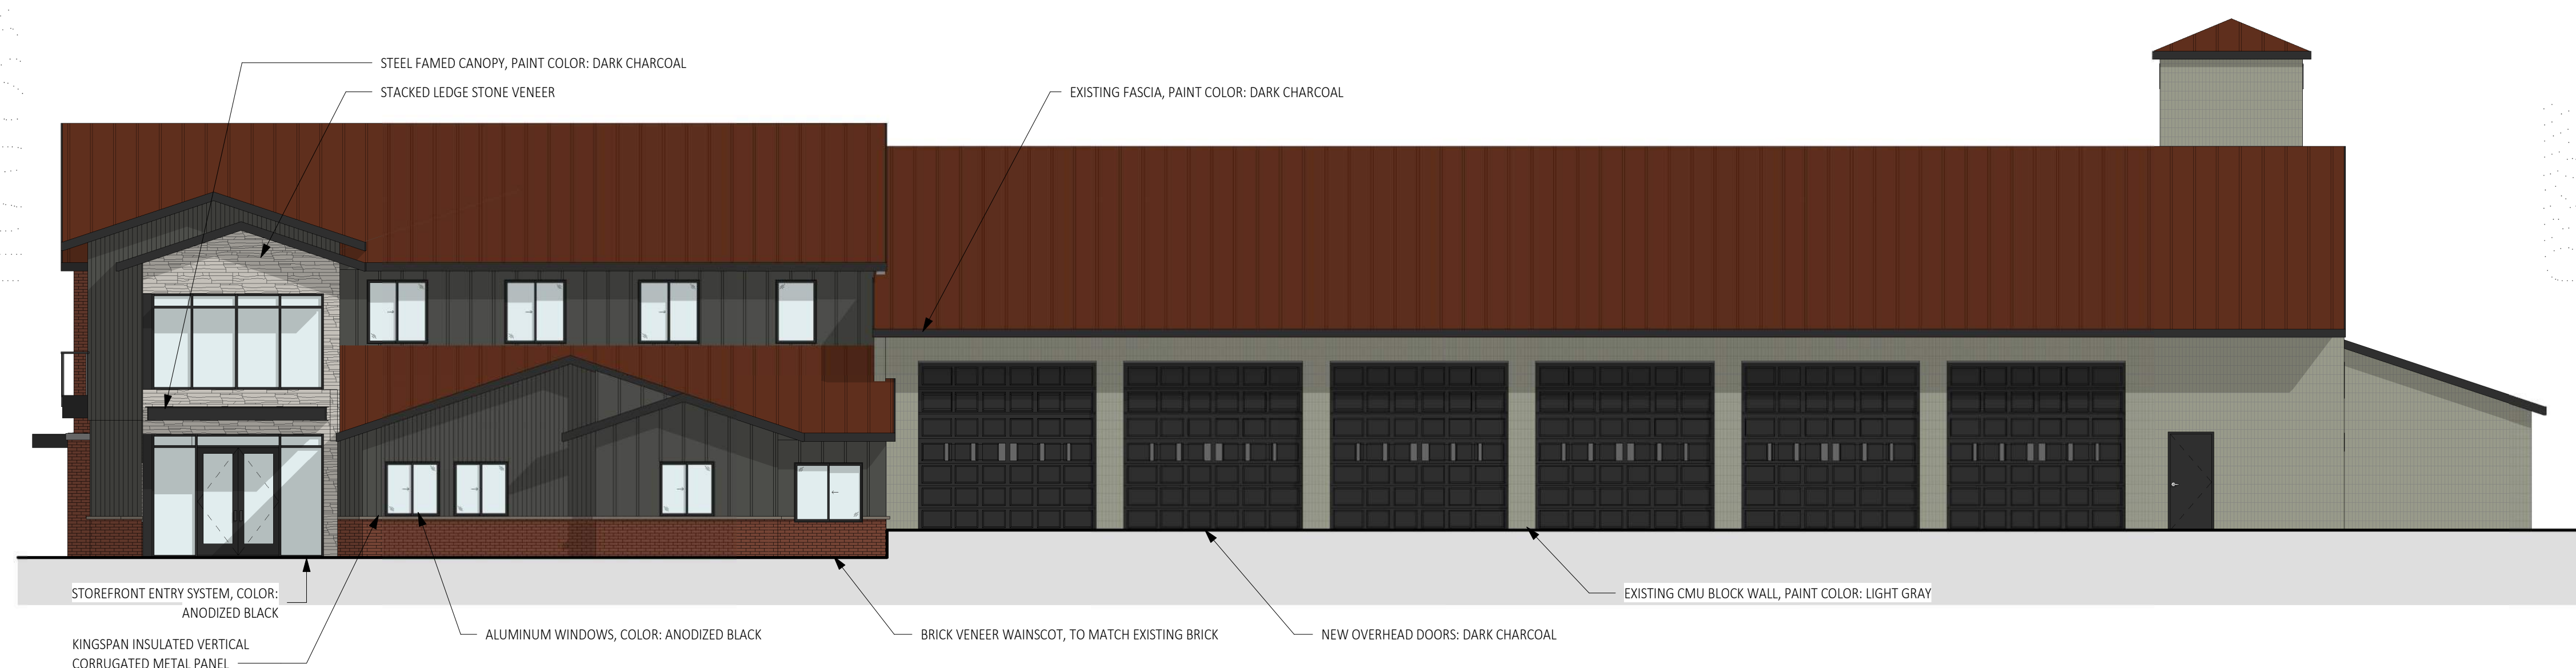 STEEL FAMED CANOPY, PAINT COLOR: DARK CHARCOAL
STACKED LEDGE STONE VENEER
EXISTING FASCIA, PAINT COLOR: DARK CHARCOAL
STOREFRONT ENTRY SYSTEM, COLOR:
ANODIZED BLACK
EXISTING CMU BLOCK WALL, PAINT COLOR: LIGHT GRAY
KINGSPAN INSULATED VERTICAL
CORRUGATED METAL PANEL
ALUMINUM WINDOWS, COLOR: ANODIZED BLACK
BRICK VENEER WAINSCOT, TO MATCH EXISTING BRICK
NEW OVERHEAD DOORS: DARK CHARCOAL